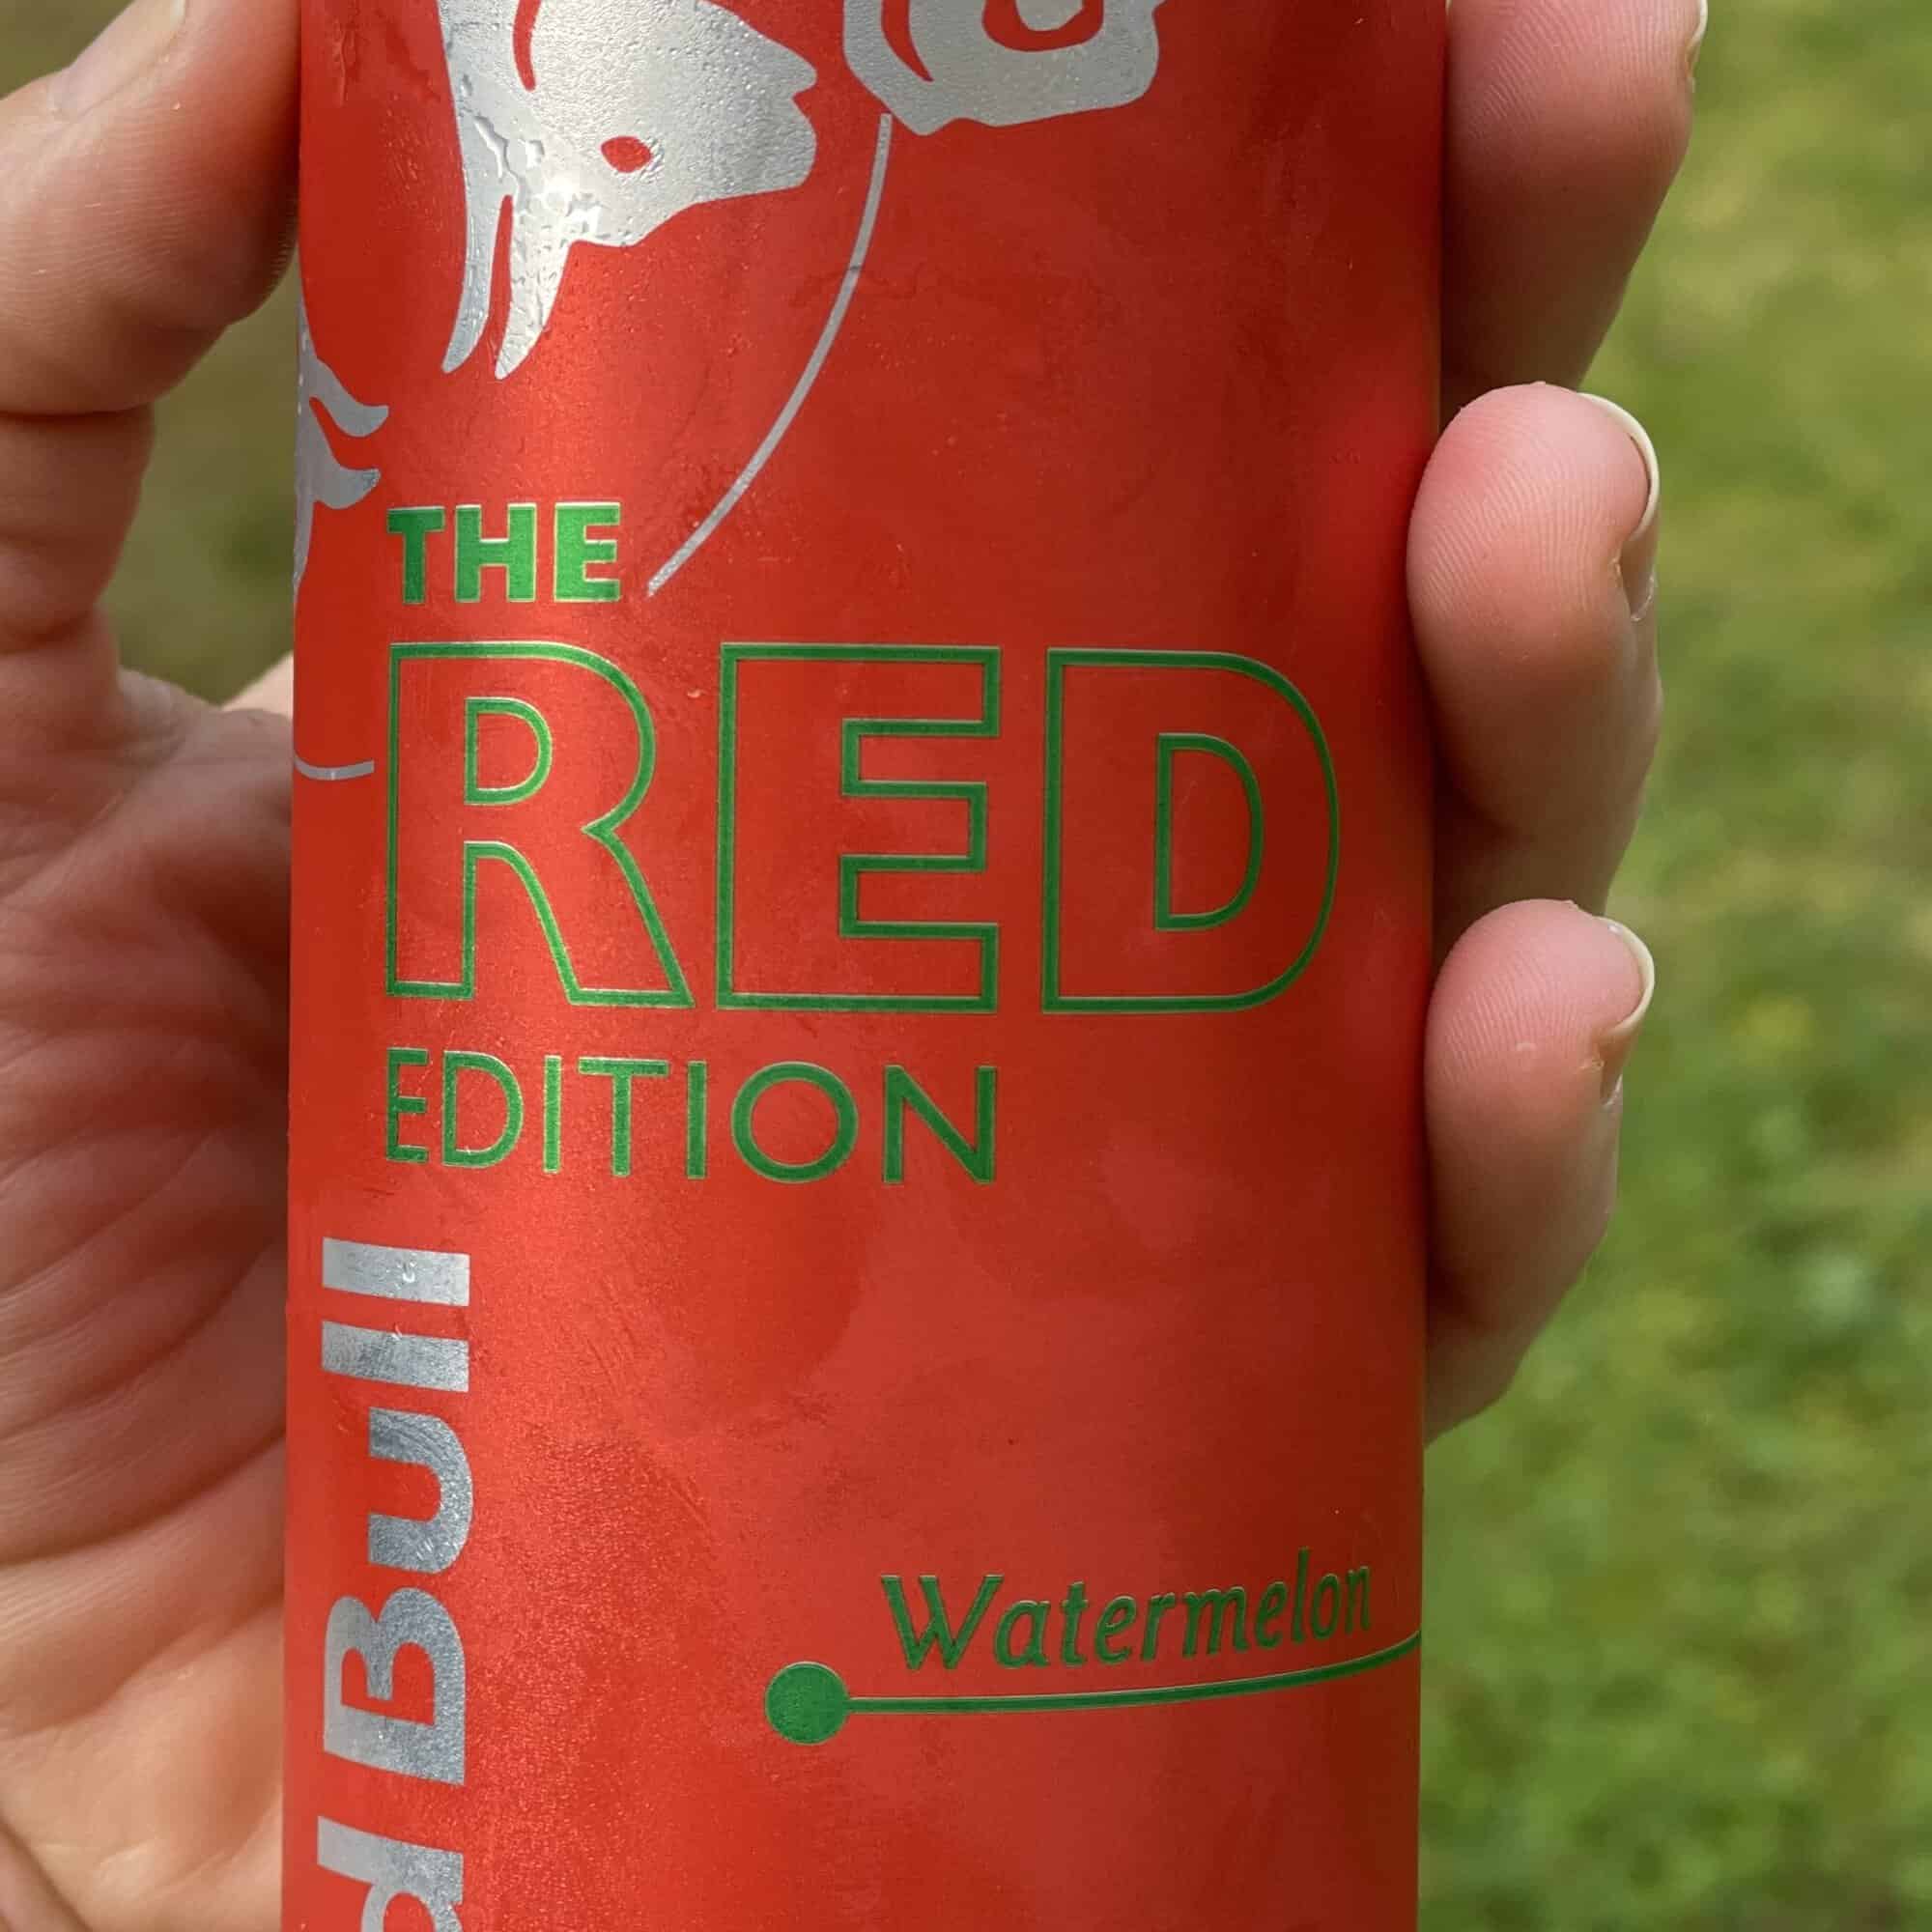 THE
RED
EDITION
d Bull
Watermelon